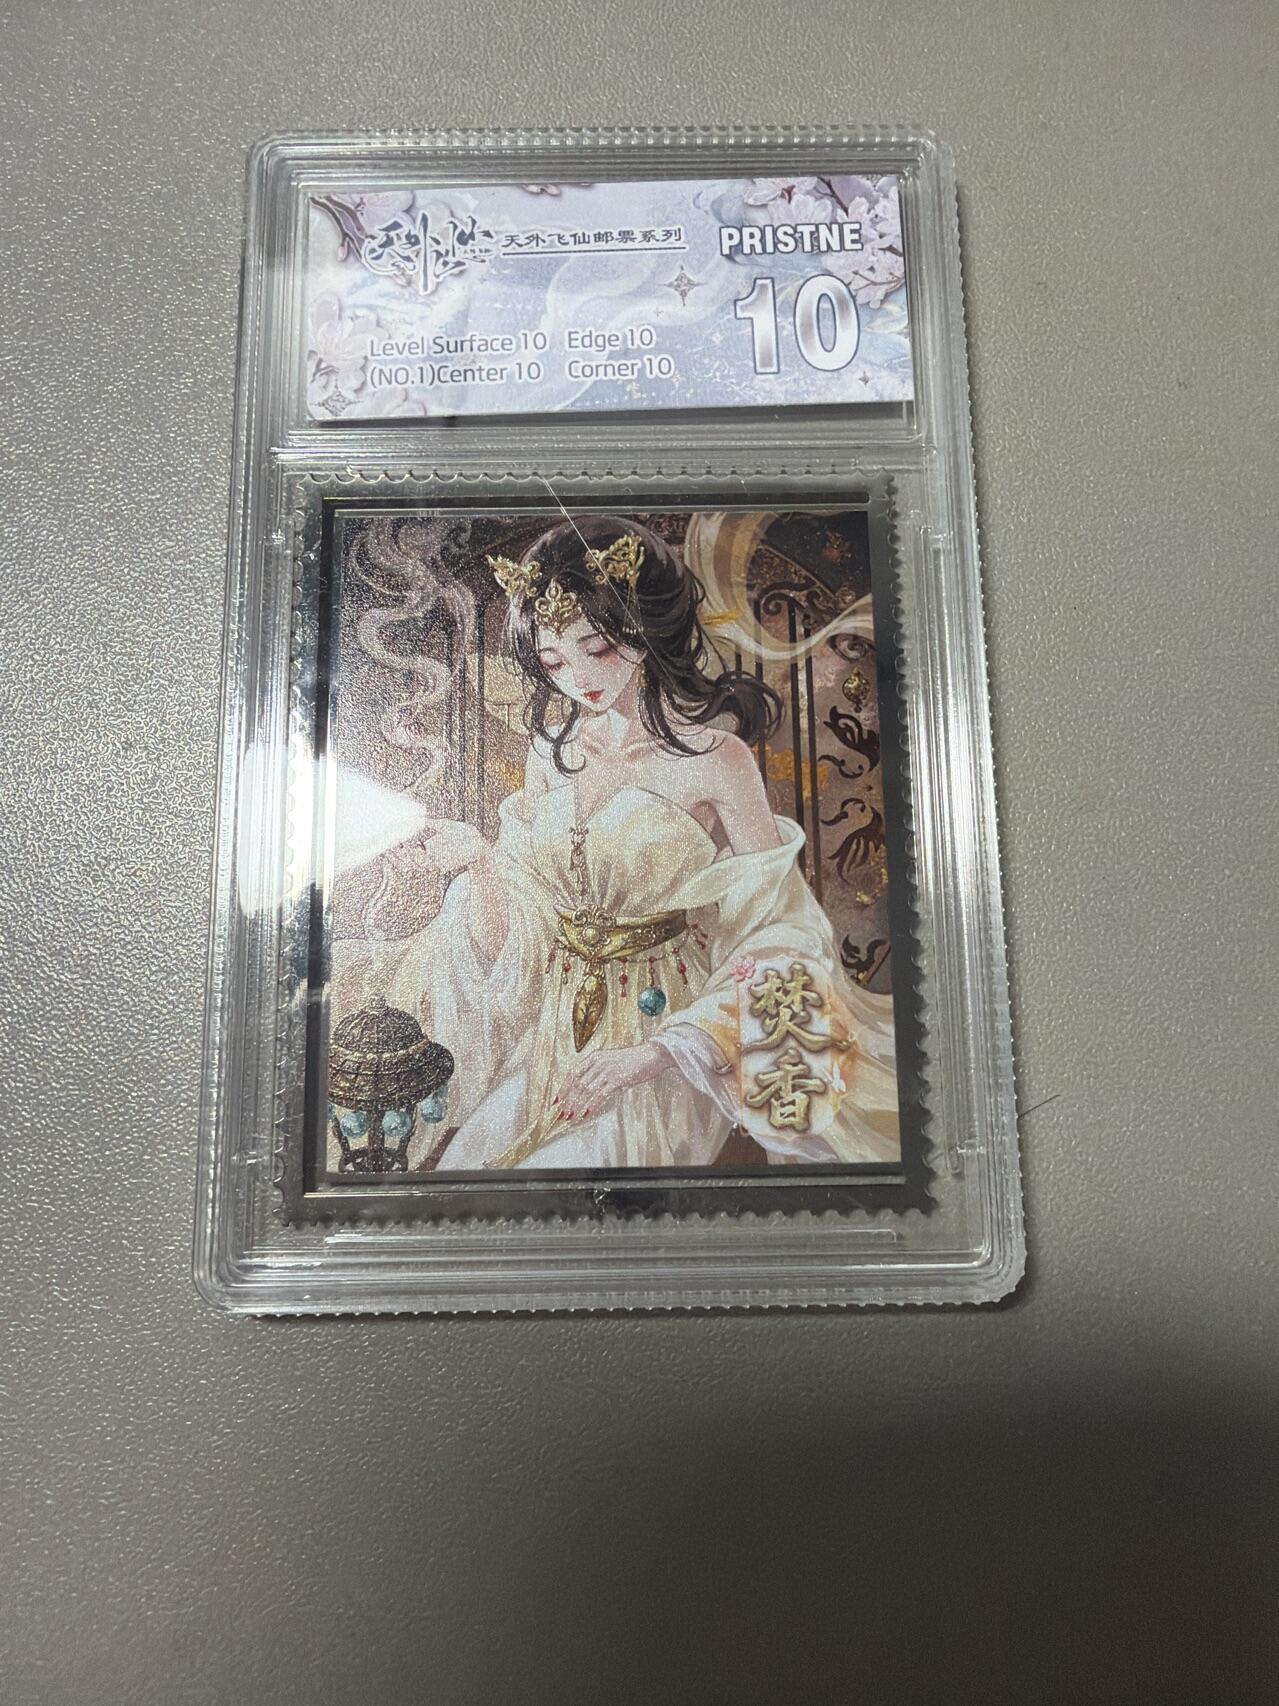 天外飞仙邮票系列
PRISTNE
10
Level Surface 10 Edge 10
(NO.1)Center 10 Corner 10
焚
香